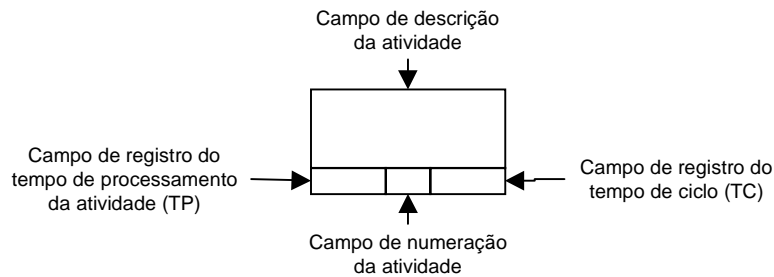 Campo de descrição
da atividade
Campo de registro do
tempo de processamento
da atividade (TP)
Campo de registro do
tempo de ciclo (TC)
Campo de numeração
da atividade